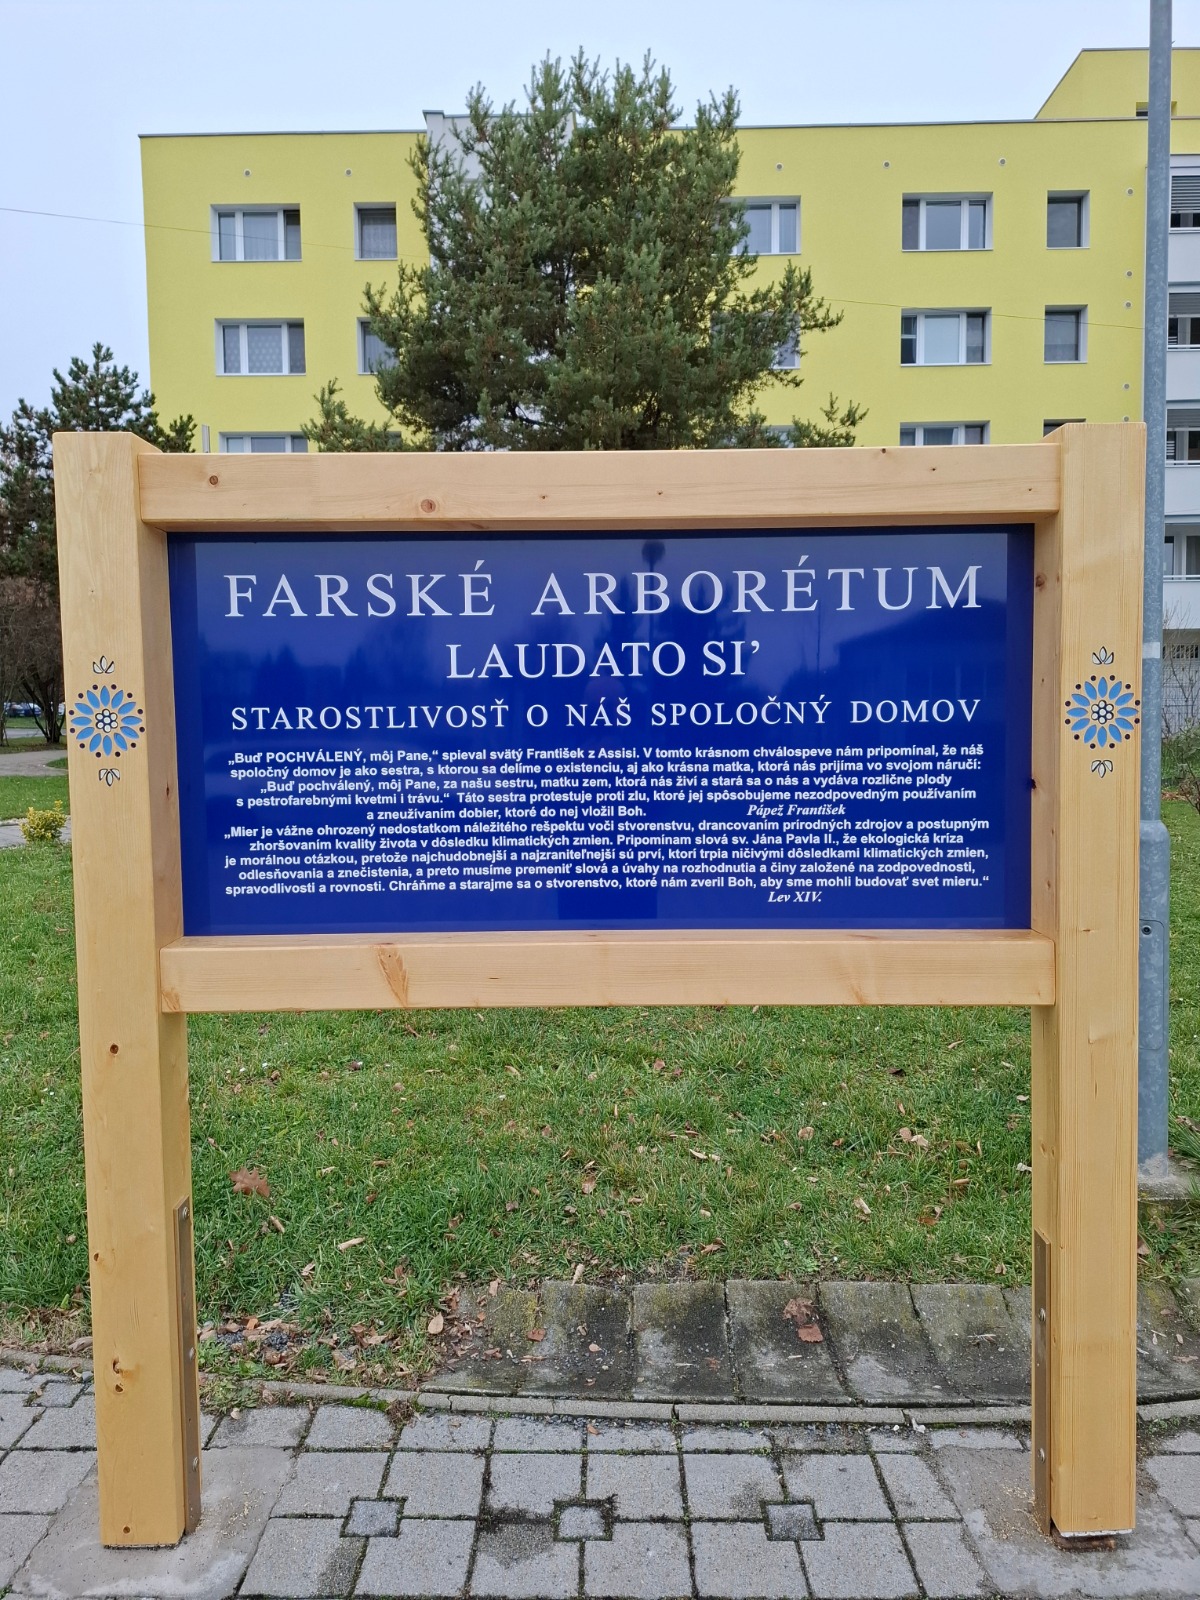 FARSKÉ ARBORÉTUM
LAUDATO SI’
STAROSTLIVOSŤ O NÁŠ SPOLOČNÝ DOMOV
„Buď POCHVÁLENÝ, môj Pane,“ spieval svätý František z Assisi. V tomto krásnom chválospeve nám pripomínal, že náš
spoločný domov je ako sestra, s ktorou sa delíme o existenciu, aj ako krásna matka, ktorá nás prijíma vo svojom náručí:
„Buď pochválený, môj Pane, za našu sestru, matku zem, ktorá nás živí a stará sa o nás a vydáva rozličné plody
s pestrofarebnými kvetmi i trávu.“ Táto sestra protestuje proti zlu, ktoré jej spôsobujeme nezodpovedným používaním
a zneužívaním dobier, ktoré do nej vložil Boh. Pápež František
„Mier je vážne ohrozený nedostatkom náležitého rešpektu voči stvorenstvu, drancovaním prírodných zdrojov a postupným
zhoršovaním kvality života v dôsledku klimatických zmien. Pripomínam slová sv. Jána Pavla II., že ekologická kríza
je morálnou otázkou, pretože najchudobnejší a najzraniteľnejší sú prví, ktorí trpia ničivými dôsledkami klimatických zmien,
odlesňovania a znečistenia, a preto musíme premeniť slová a úvahy na rozhodnutia a činy založené na zodpovednosti,
spravodlivosti a rovnosti. Chráňme a starajme sa o stvorenstvo, ktoré nám zveril Boh, aby sme mohli budovať svet mieru.“
Lev XIV.